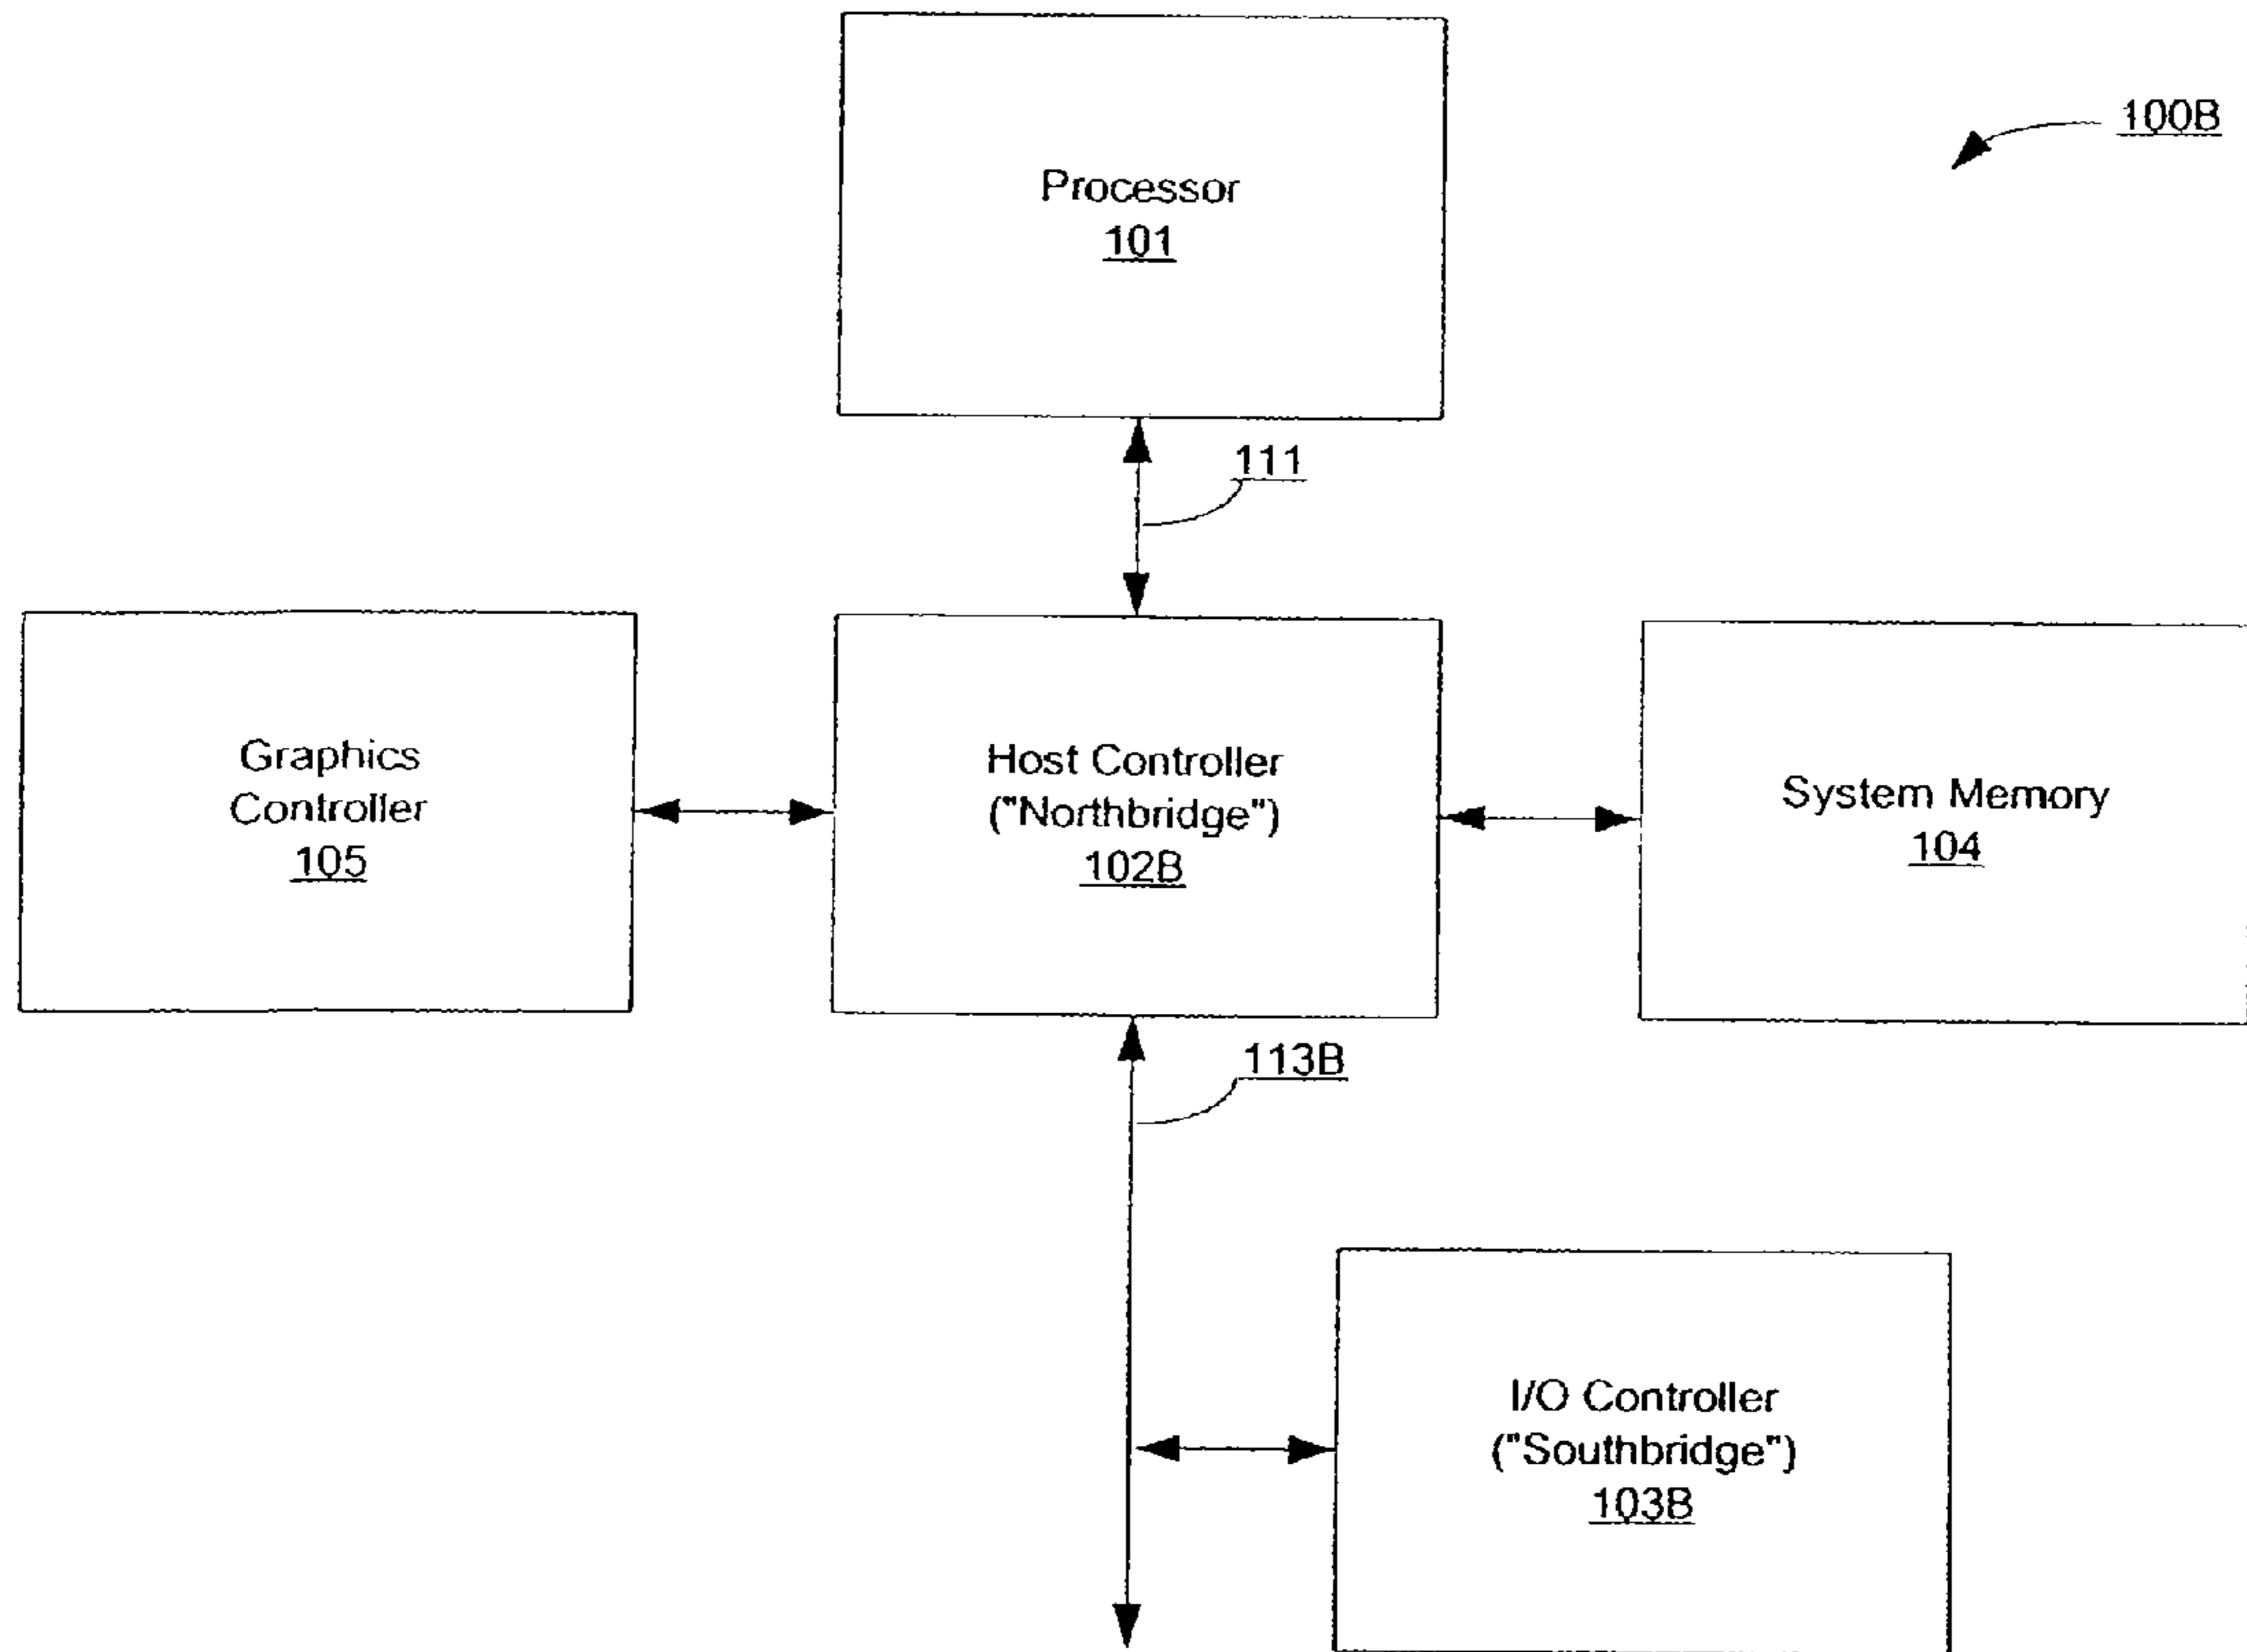 Processor
101
100B
111
Graphics
Controller
105
Host Controller
("Northbridge")
102B
System Memory
104
113B
I/O Controller
("Southbridge")
103B